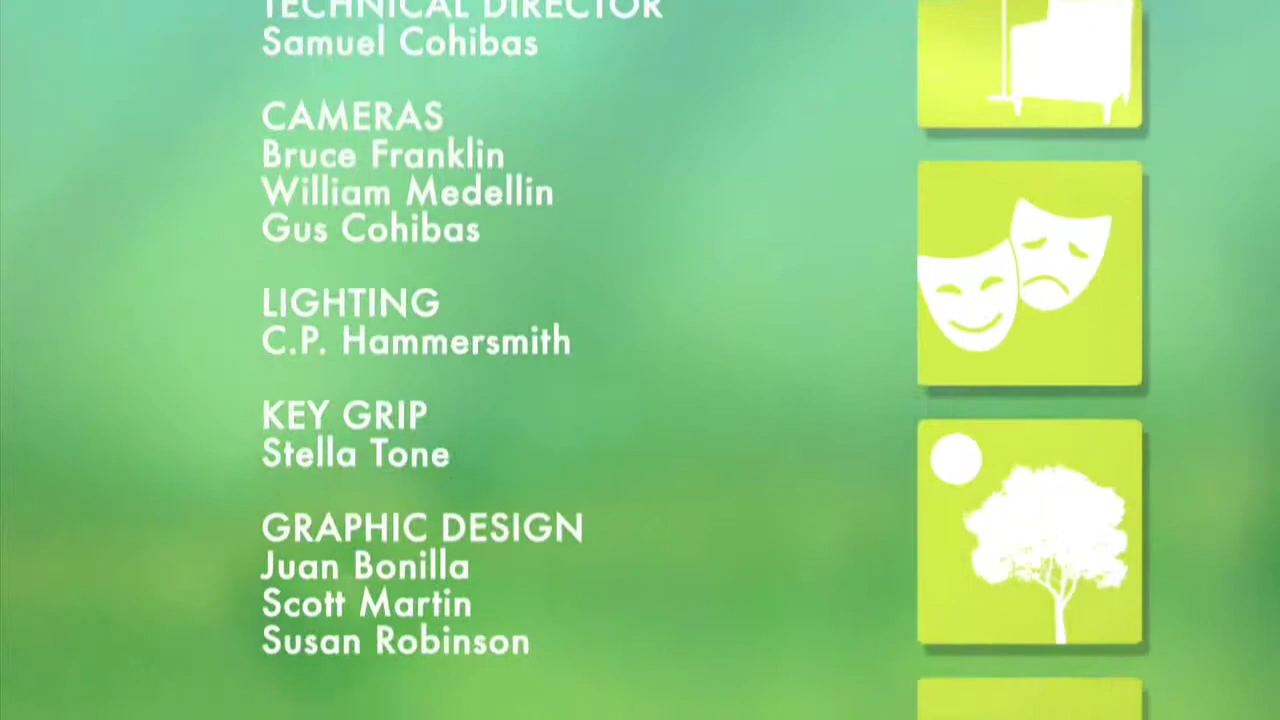 TECHNICAL DIRECTOR
Samuel Cohibas
CAMERAS
Bruce Franklin
William Medellin
Gus Cohibas
LIGHTING
C.P. Hammersmith
KEY GRIP
Stella Tone
GRAPHIC DESIGN
Juan Bonilla
Scott Martin
Susan Robinson